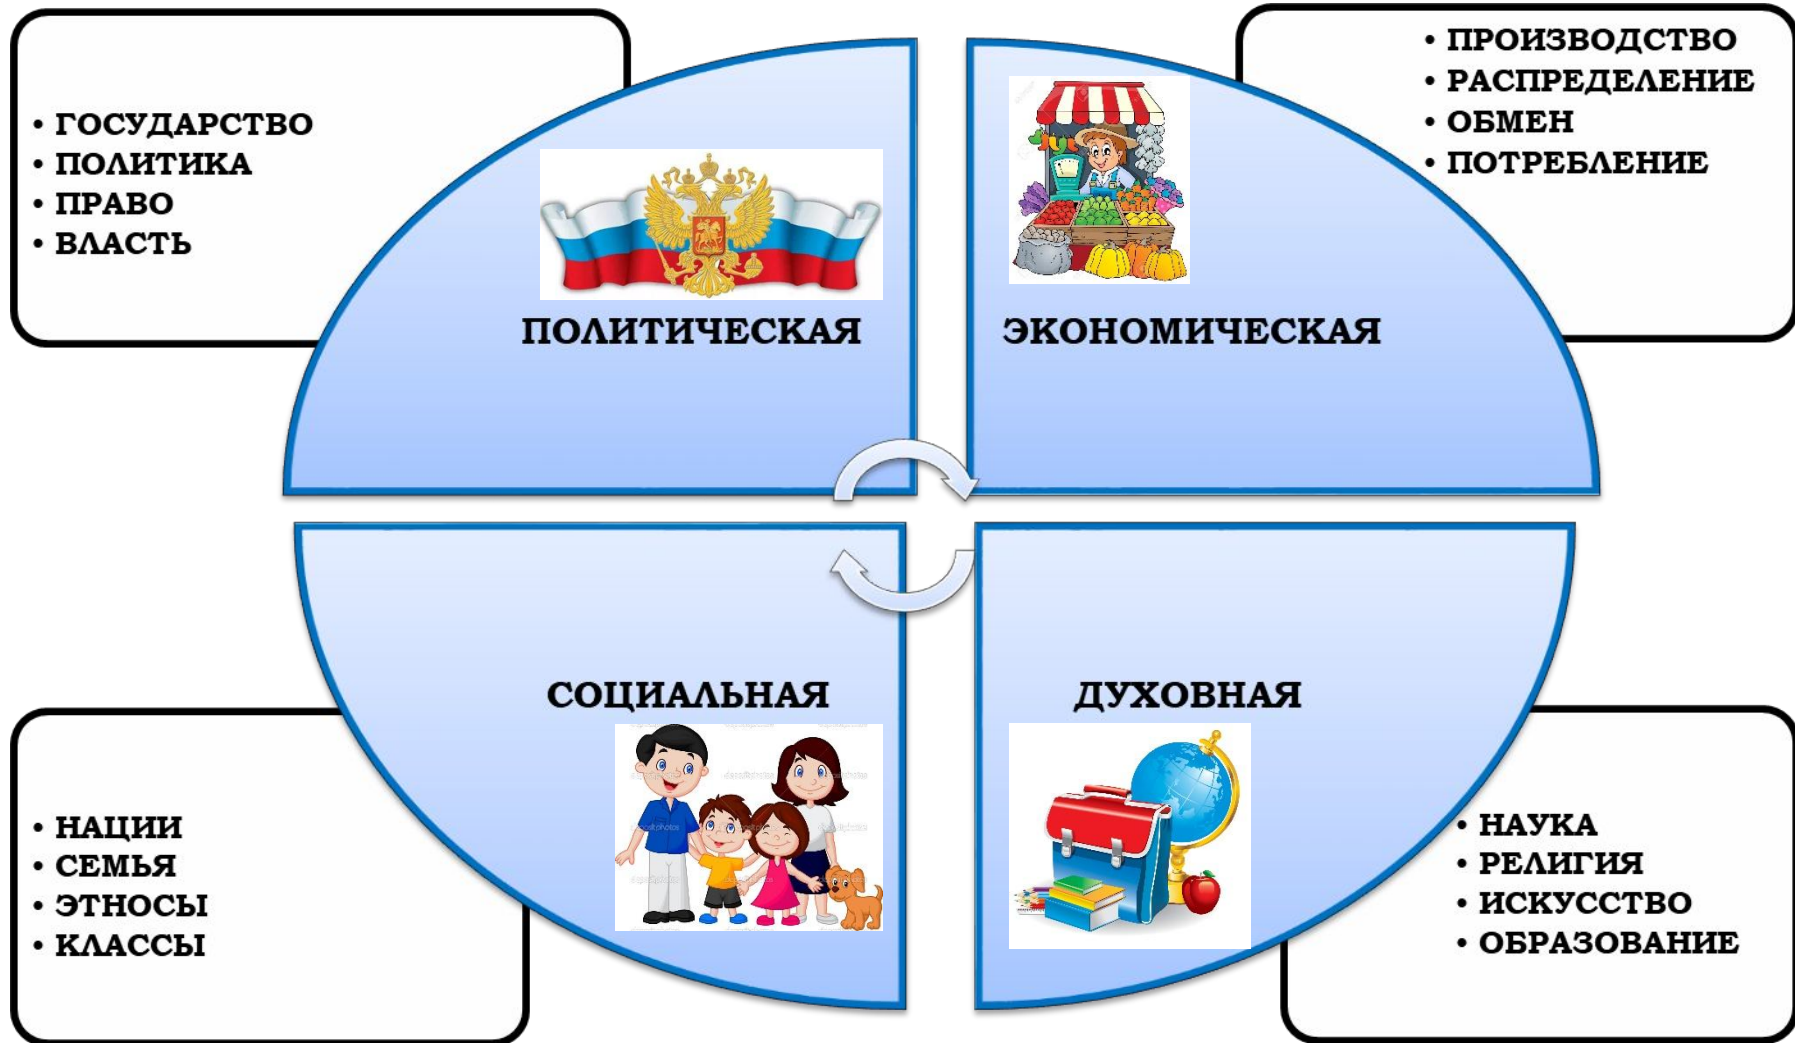 • ГОСУДАРСТВО
• ПОЛИТИКА
• ПРАВО
• ВЛАСТЬ
ПОЛИТИЧЕСКАЯ
ЭКОНОМИЧЕСКАЯ
• ПРОИЗВОДСТВО
• РАСПРЕДЕЛЕНИЕ
• ОБМЕН
• ПОТРЕБЛЕНИЕ
СОЦИАЛЬНАЯ
ДУХОВНАЯ
• НАЦИИ
• СЕМЬЯ
• ЭТНОСЫ
• КЛАССЫ
• НАУКА
• РЕЛИГИЯ
• ИСКУССТВО
• ОБРАЗОВАНИЕ